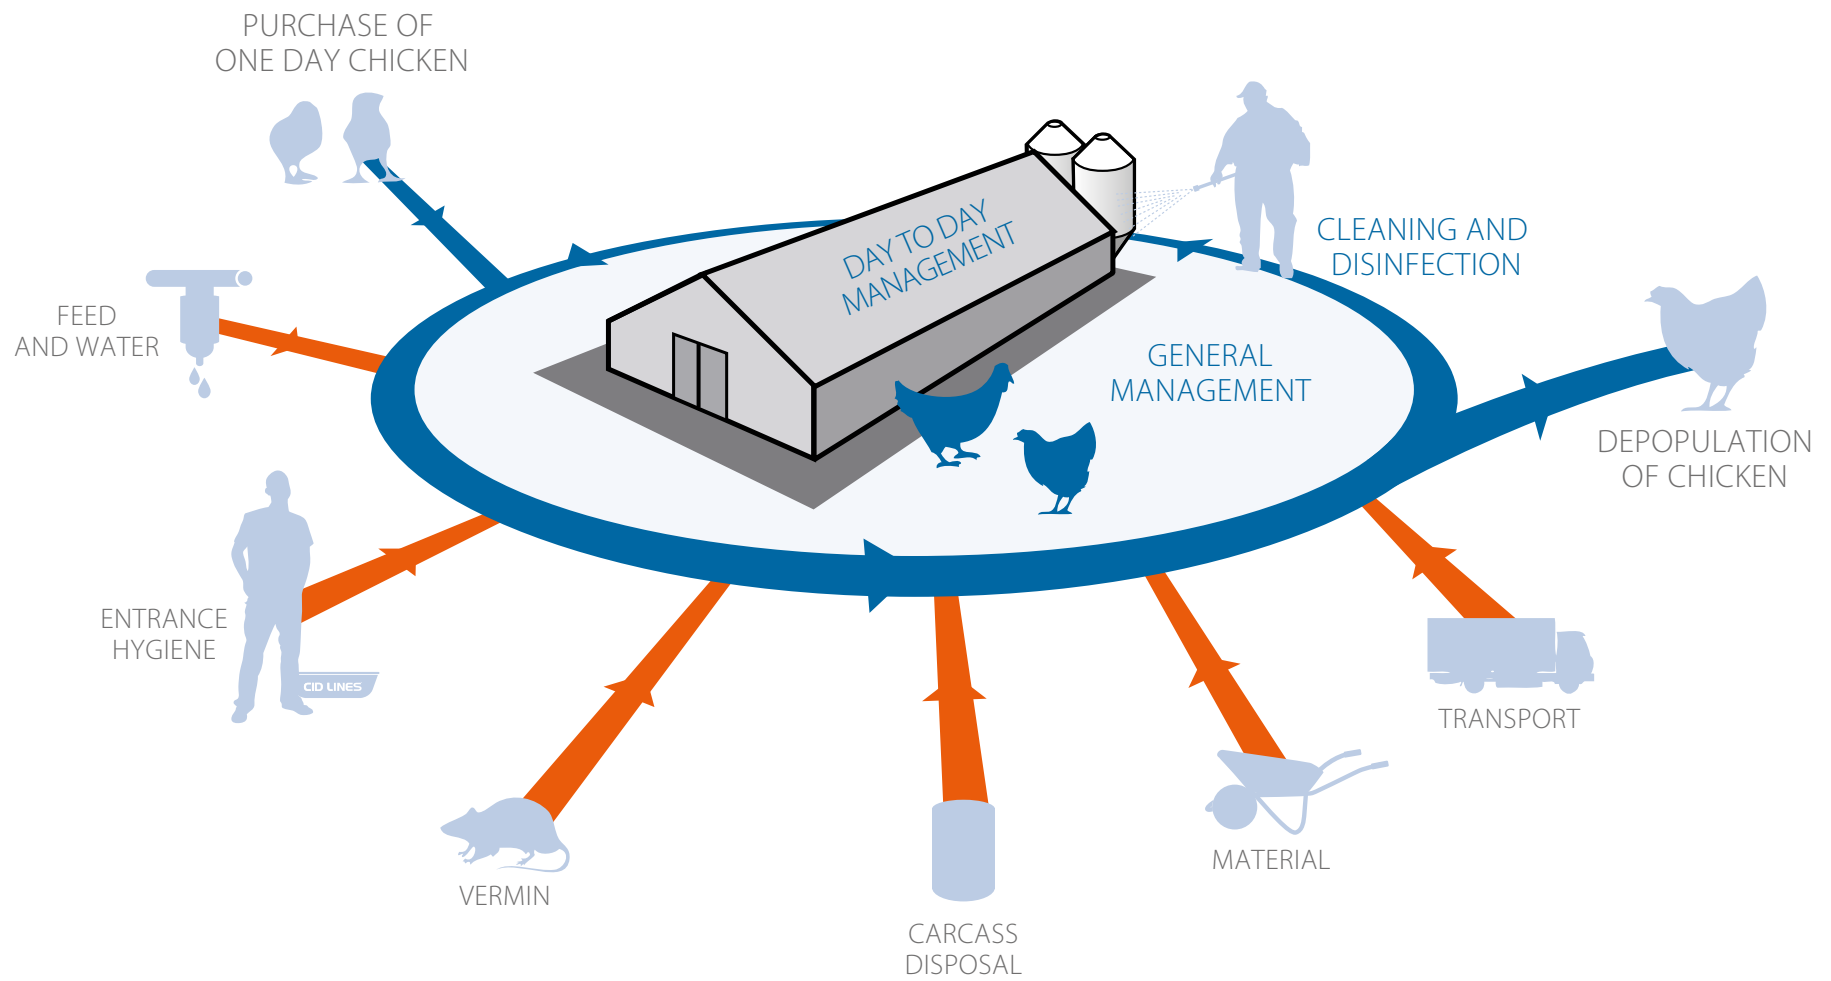 PURCHASE OF
ONE DAY CHICKEN
DAY TO DAY
MANAGEMENT
CLEANING AND
DISINFECTION
FEED
AND WATER
GENERAL
MANAGEMENT
DEPOPULATION
OF CHICKEN
ENTRANCE
HYGIENE
CID LINES
TRANSPORT
MATERIAL
VERMIN
CARCASS
DISPOSAL